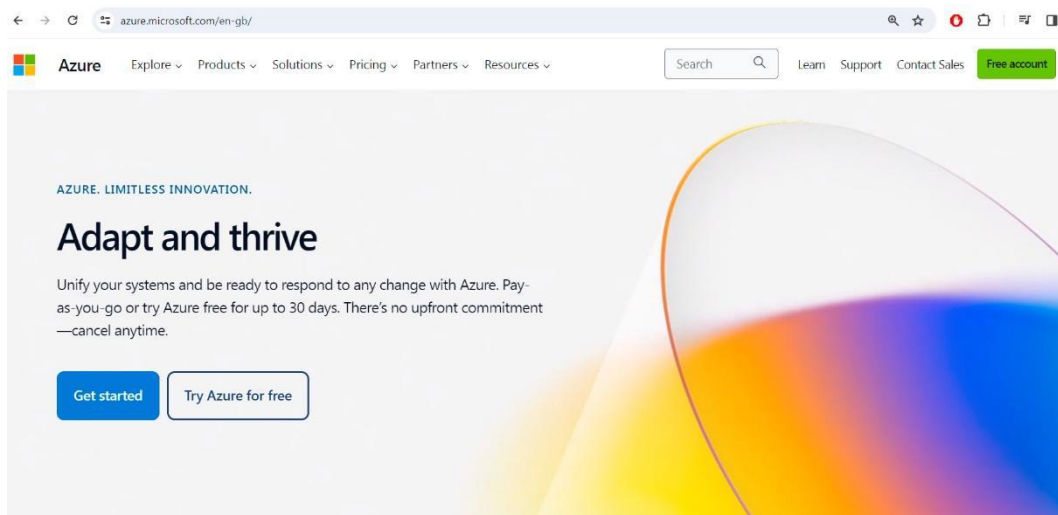 azure.microsoft.com/en-gb/
Azure Explore Products Solutions Pricing Partners Resources Search Learn Support Contact Sales Free account
AZURE. LIMITLESS INNOVATION.
Adapt and thrive
Unify your systems and be ready to respond to any change with Azure. Pay-
as-you-go or try Azure free for up to 30 days. There's no upfront commitment
—cancel anytime.
Get started Try Azure for free